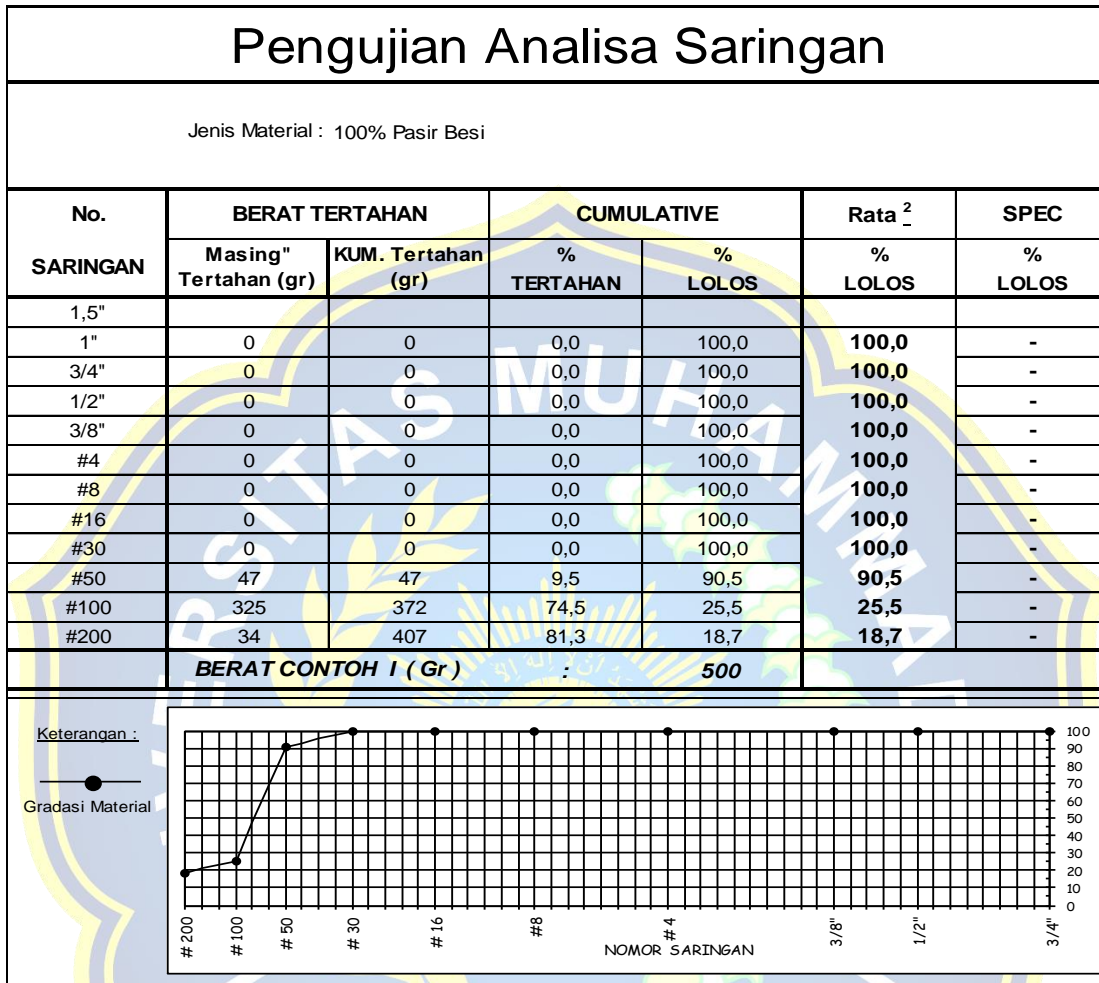 Pengujian Analisa Saringan
Jenis Material : 100% Pasir Besi
No. SARINGAN BERAT TERTAHAN CUMULATIVE Rata 2 SPEC
Masing" Tertahan (gr) KUM. Tertahan (gr) % TERTAHAN % LOLOS % LOLOS % LOLOS
1,5"
1" 0 0 0,0 100,0 100,0 -
3/4" 0 0 0,0 100,0 100,0 -
1/2" 0 0 0,0 100,0 100,0 -
3/8" 0 0 0,0 100,0 100,0 -
#4 0 0 0,0 100,0 100,0 -
#8 0 0 0,0 100,0 100,0 -
#16 0 0 0,0 100,0 100,0 -
#30 0 0 0,0 100,0 100,0 -
#50 47 47 9,5 90,5 90,5 -
#100 325 372 74,5 25,5 25,5 -
#200 34 407 81,3 18,7 18,7 -
BERAT CONTOH I ( Gr ) : 500
Keterangan :
Gradasi Material
100
90
80
70
60
50
40
30
20
10
0
# 200 # 100 # 50 # 30 # 16 #8 # 4 3/8" 1/2" 3/4"
NOMOR SARINGAN
ERSITAS MUHAMMA